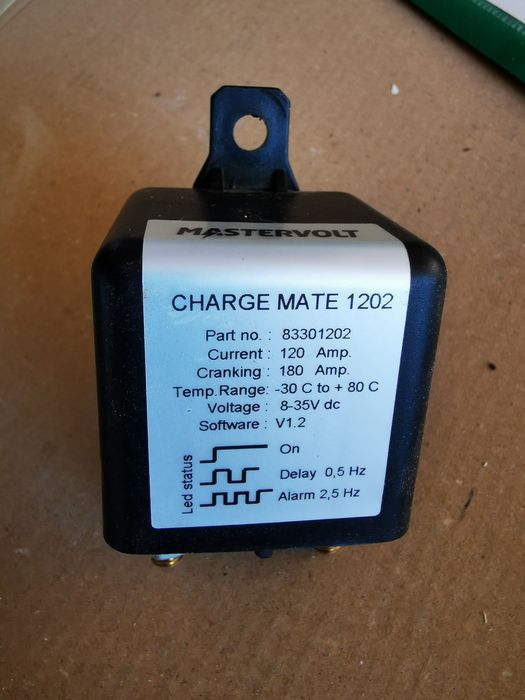 MASTERVOLT
CHARGE MATE 1202
Part no. : 83301202
Current : 120 Amp.
Cranking : 180 Amp.
Temp.Range: -30 C to + 80 C
Voltage : 8-35V dc
Software : V1.2
Led status
On
Delay 0,5 Hz
Alarm 2,5 Hz